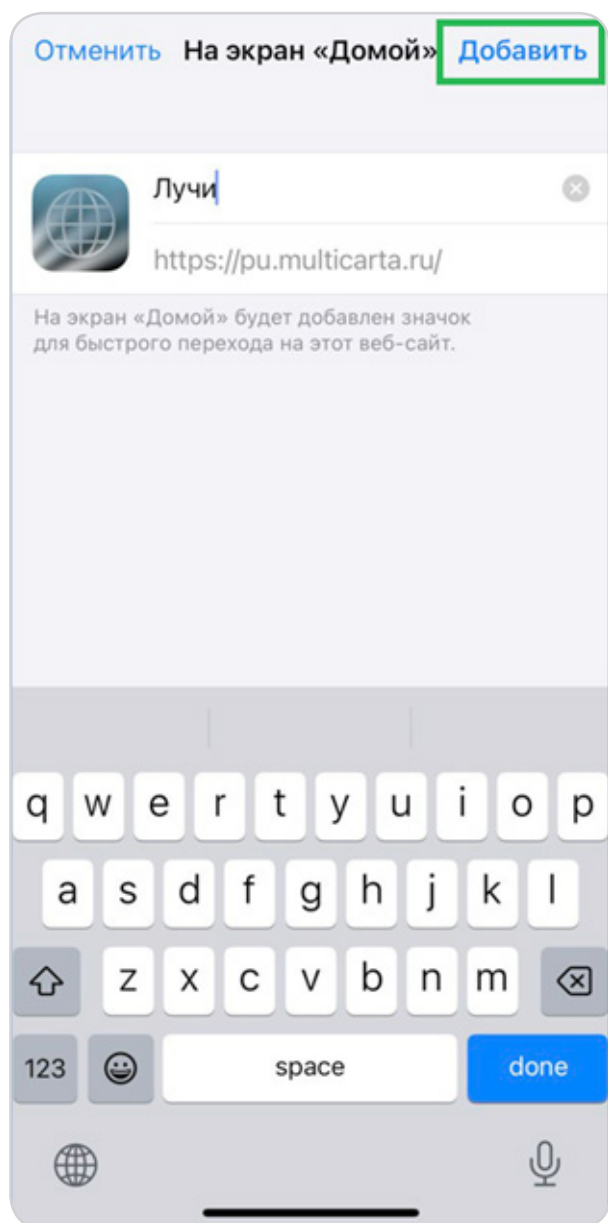 Отменить На экран «Домой» Добавить
Лучи
https://pu.multicarta.ru/
На экран «Домой» будет добавлен значок
для быстрого перехода на этот веб-сайт.
q w e r t y u i o p
a s d f g h j k l
z x c v b n m
123 space done